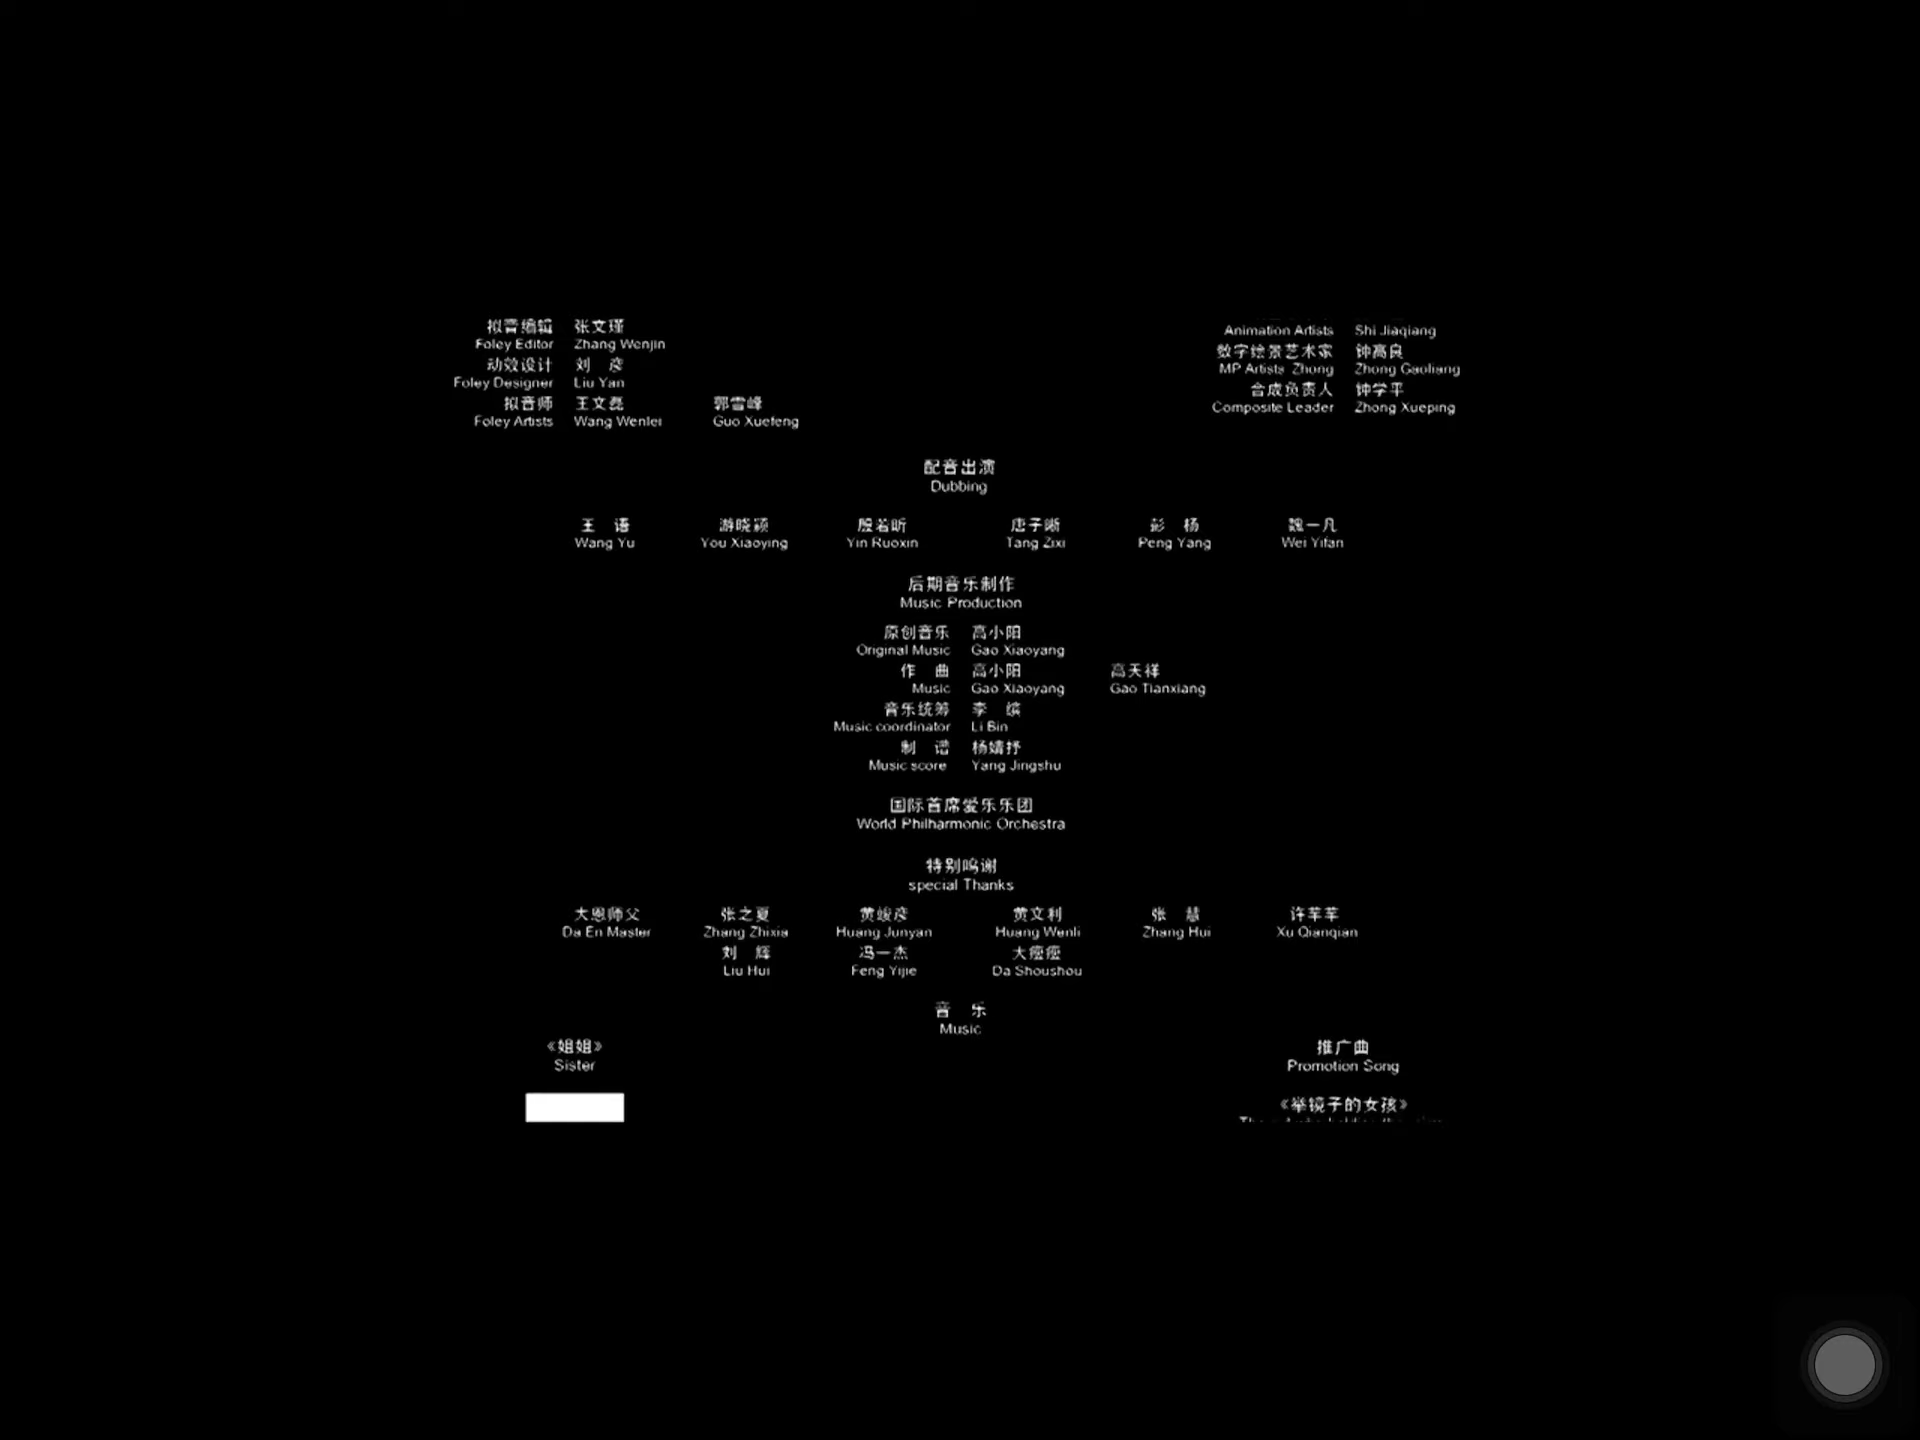 拟音编辑 张文瑾
Foley Editor Zhang Wenjin
动效设计 刘 彦
Foley Designer Liu Yan
拟音师 王文磊 郭雪峰
Foley Artists Wang Wenlei Guo Xuefeng
Animation Artists Shi Jiaqiang
数字绘景艺术家 钟高良
MP Artists Zhong Zhong Gaoliang
合成负责人 钟学平
Composite Leader Zhong Xueping
配音出演
Dubbing
王 语 游晓颖 殷若昕 唐子晰 彭 杨 魏一凡
Wang Yu You Xiaoying Yin Ruoxin Tang Zixi Peng Yang Wei Yifan
后期音乐制作
Music Production
原创音乐 高小阳
Original Music Gao Xiaoyang
作 曲 高小阳 高天祥
Music Gao Xiaoyang Gao Tianxiang
音乐统筹 李 缤
Music coordinator Li Bin
制 谱 杨婧抒
Music score Yang Jingshu
国际首席爱乐乐团
World Philharmonic Orchestra
特别鸣谢
special Thanks
大恩师父 张之夏 黄竣彦 黄文利 张 慧 许芊芊
Da En Master Zhang Zhixia Huang Junyan Huang Wenli Zhang Hui Xu Qianqian
刘 辉 冯一杰 大瘦瘦
Liu Hui Feng Yijie Da Shoushou
音 乐
Music
《姐姐》
Sister
推广曲
Promotion Song
《举镜子的女孩》